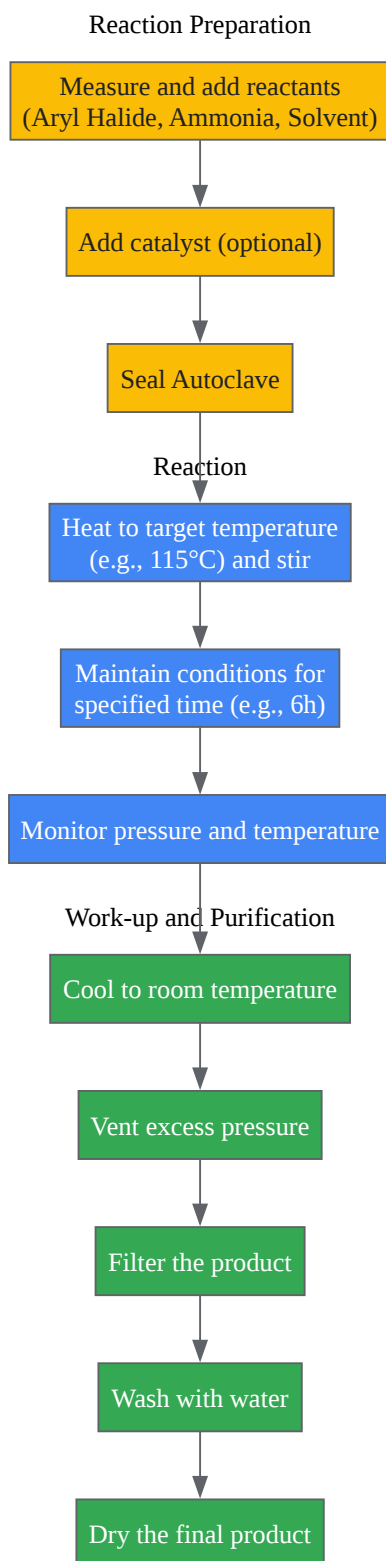 Reaction Preparation
Measure and add reactants
(Aryl Halide, Ammonia, Solvent)
Add catalyst (optional)
Seal Autoclave
Reaction
Heat to target temperature
(e.g., 115°C) and stir
Maintain conditions for
specified time (e.g., 6h)
Monitor pressure and temperature
Work-up and Purification
Cool to room temperature
Vent excess pressure
Filter the product
Wash with water
Dry the final product